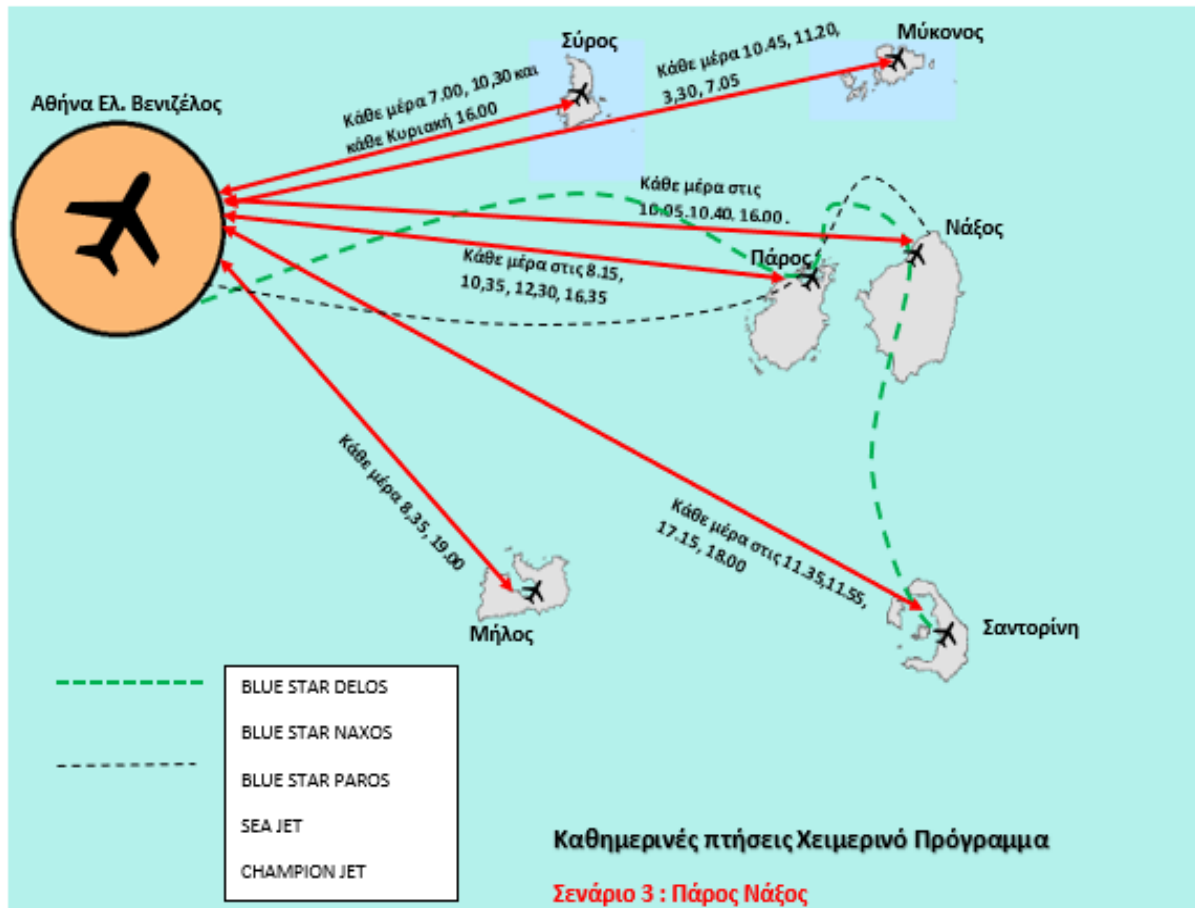 Σύρος
Μύκονος
Αθήνα Ελ. Βενιζέλος
Κάθε μέρα 7.00, 10,30 και
κάθε Κυριακή 16.00
Κάθε μέρα 10.45, 11.20,
3,30, 7.05
Κάθε μέρα στις
10.05.10.40, 16.00.
Νάξος
Πάρος
Κάθε μέρα στις 8.15,
10,35, 12,30, 16.35
Κάθε μέρα 8,35, 19.00
Κάθε μέρα στις 11.35,11.55,
17.15, 18.00
Μήλος
Σαντορίνη
BLUE STAR DELOS
BLUE STAR NAXOS
BLUE STAR PAROS
SEA JET
CHAMPION JET
Καθημερινές πτήσεις Χειμερινό Πρόγραμμα
Σενάριο 3 : Πάρος Νάξος